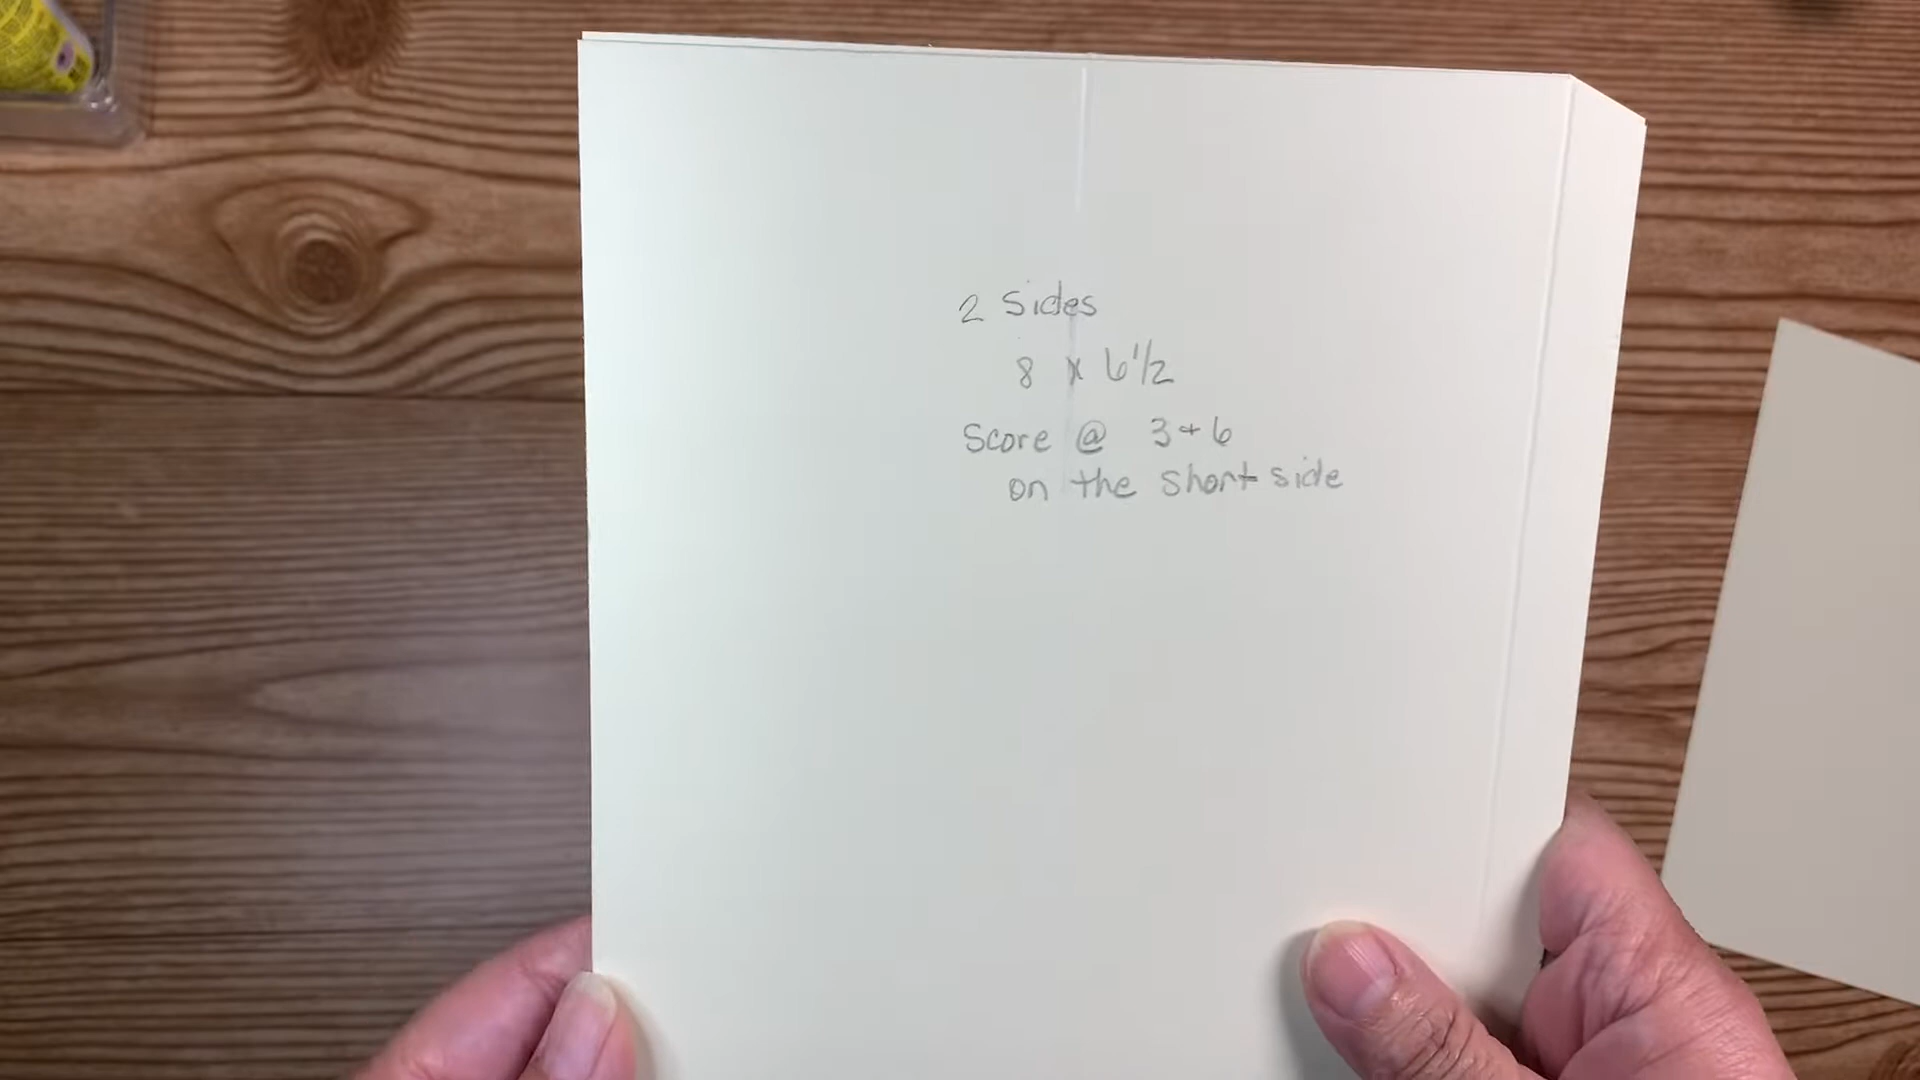 2 Sides
8 x 6 1/2
Score @ 3 + 6
on the short side